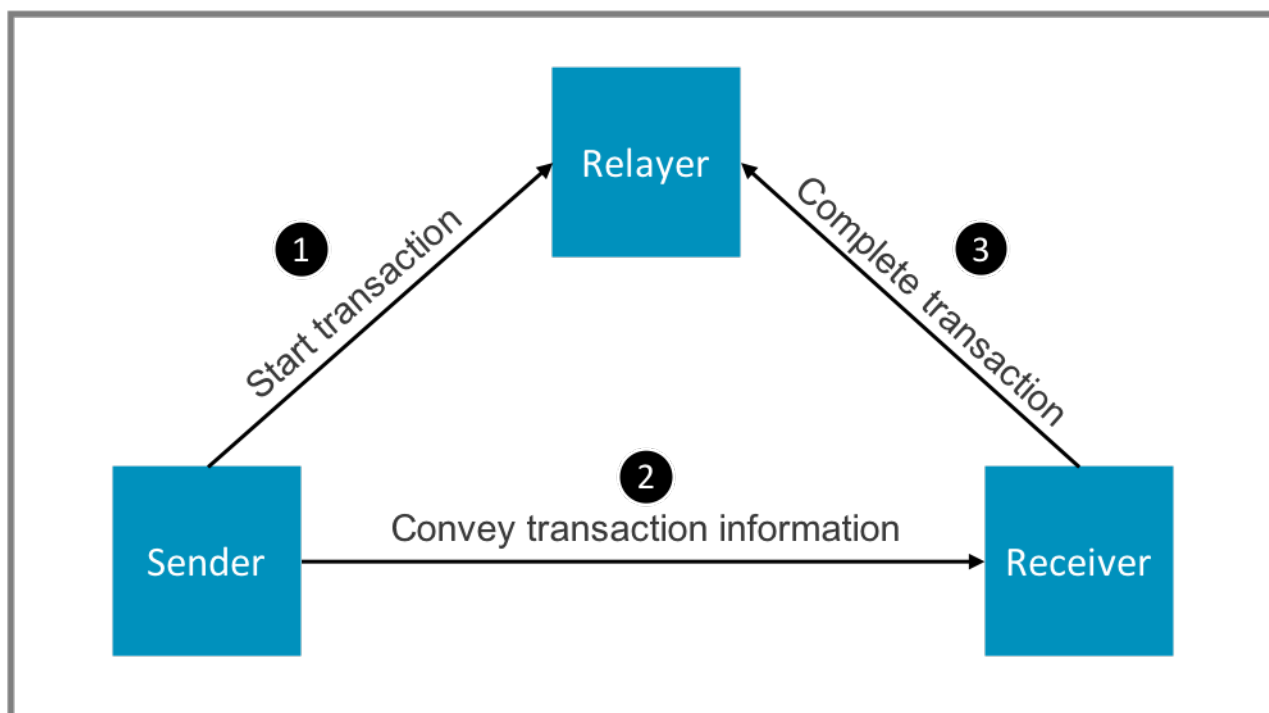 Relayer
1
Start transaction
3
Complete transaction
2
Convey transaction information
Sender
Receiver